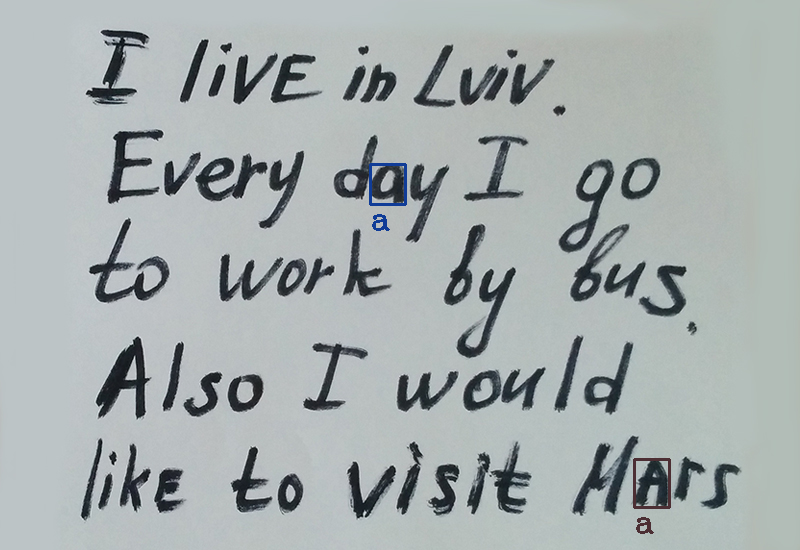 I live in Lviv.
Every day I go
a
to work by bus.
Also I would
like to visit Mars
a